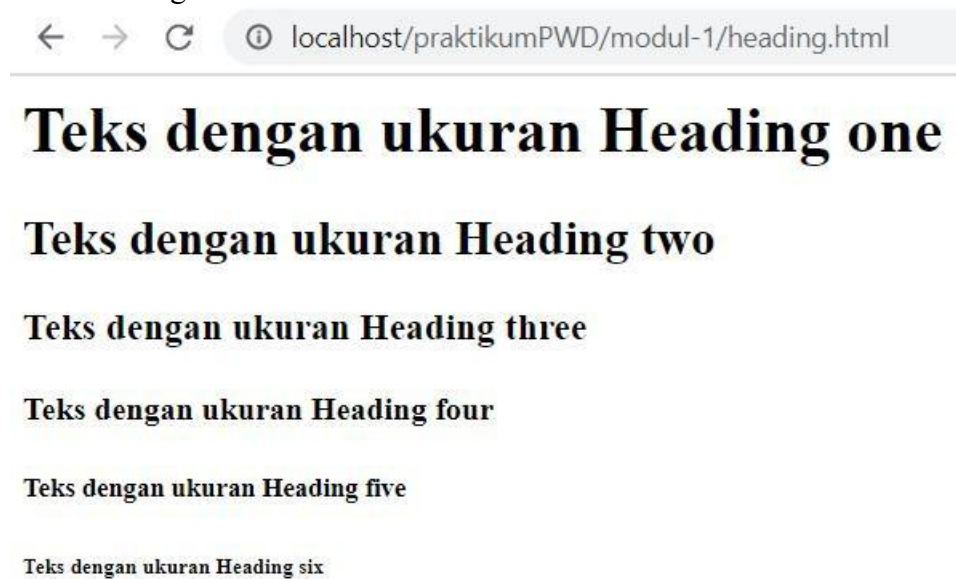 localhost/praktikumPWD/modul-1/heading.html
Teks dengan ukuran Heading one
Teks dengan ukuran Heading two
Teks dengan ukuran Heading three
Teks dengan ukuran Heading four
Teks dengan ukuran Heading five
Teks dengan ukuran Heading six